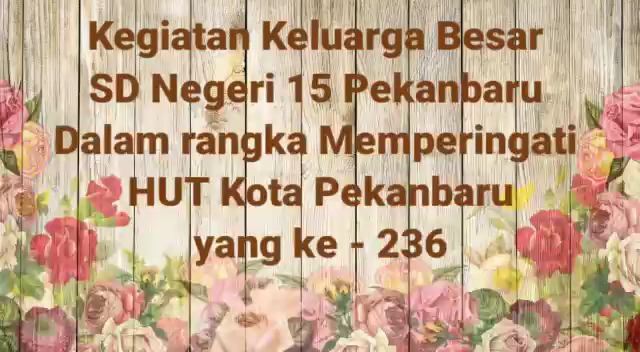 Kegiatan Keluarga Besar
SD Negeri 15 Pekanbaru
Dalam rangka Memperingati
HUT Kota Pekanbaru
yang ke - 236